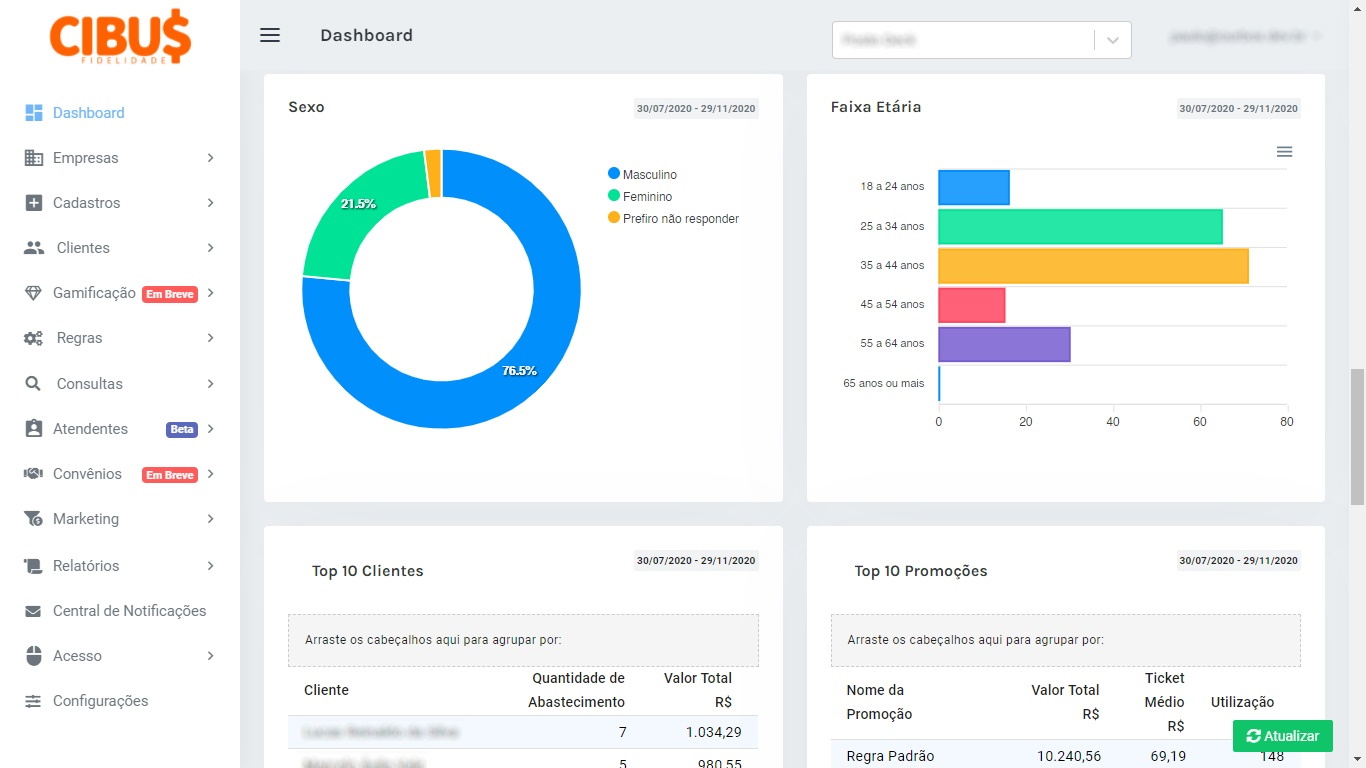 CIBU$
FIDELIDADE
Dashboard
Empresas
Cadastros
Clientes
Gamificação Em Breve
Regras
Consultas
Atendentes Beta
Convênios Em Breve
Marketing
Relatórios
Central de Notificações
Acesso
Configurações
Dashboard
Sexo 30/07/2020 - 29/11/2020
21.5%
76.5%
Masculino
Feminino
Prefiro não responder
Faixa Etária 30/07/2020 - 29/11/2020
18 a 24 anos
25 a 34 anos
35 a 44 anos
45 a 54 anos
55 a 64 anos
65 anos ou mais
0 20 40 60 80
Top 10 Clientes 30/07/2020 - 29/11/2020
Arraste os cabeçalhos aqui para agrupar por:
Cliente
Quantidade de
Abastecimento
Valor Total
R$
7 1.034,29
5 980,55
Top 10 Promoções 30/07/2020 - 29/11/2020
Arraste os cabeçalhos aqui para agrupar por:
Nome da
Promoção
Valor Total
R$
Ticket
Médio
R$
Utilização
Regra Padrão 10.240,56 69,19 148
Atualizar